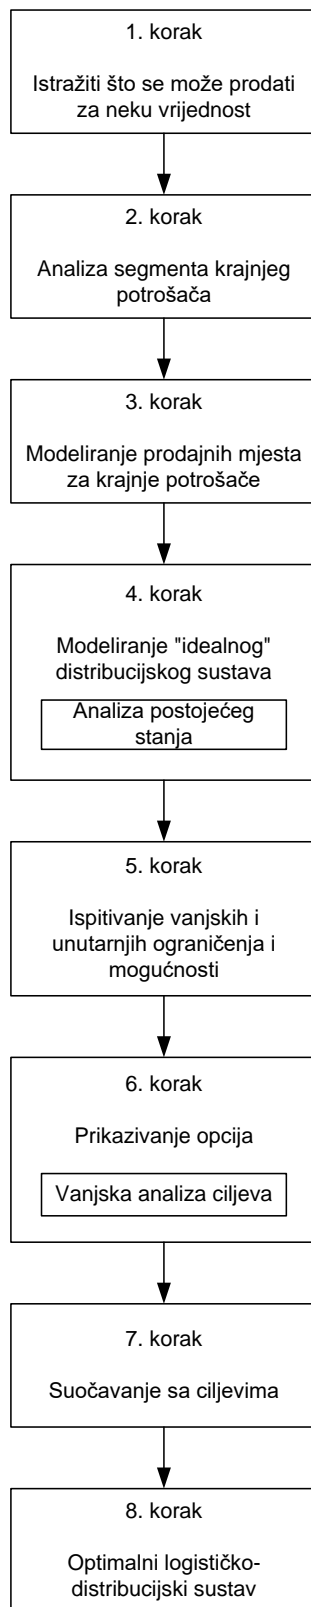 1. korak
Istražiti što se može prodati
za neku vrijednost
2. korak
Analiza segmenta krajnjeg
potrošača
3. korak
Modeliranje prodajnih mjesta
za krajnje potrošače
4. korak
Modeliranje "idealnog"
distribucijskog sustava
Analiza postojećeg
stanja
5. korak
Ispitivanje vanjskih i
unutarnjih ograničenja i
mogućnosti
6. korak
Prikazivanje opcija
Vanjska analiza ciljeva
7. korak
Suočavanje sa ciljevima
8. korak
Optimalni logističko-
distribucijski sustav